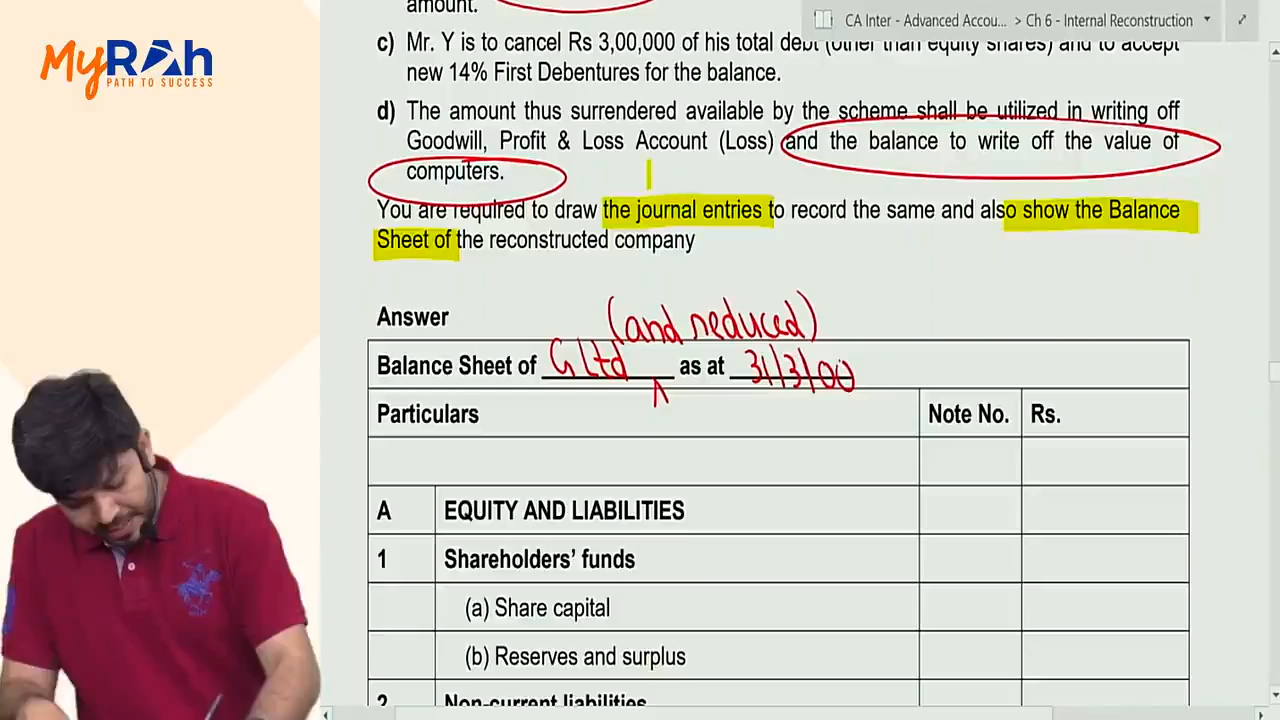 amount.
CA Inter - Advanced Accou... > Ch 6 - Internal Reconstruction
MyRAh
PATH TO SUCCESS
c) Mr. Y is to cancel Rs 3,00,000 of his total debt (other than equity shares) and to accept
new 14% First Debentures for the balance.
d) The amount thus surrendered available by the scheme shall be utilized in writing off
Goodwill, Profit & Loss Account (Loss) and the balance to write off the value of
computers.
You are required to draw the journal entries to record the same and also show the Balance
Sheet of the reconstructed company
Answer
(and reduced)
Balance Sheet of G Ltd as at 31/3/00
Particulars Note No. Rs.
A EQUITY AND LIABILITIES
1 Shareholders' funds
(a) Share capital
(b) Reserves and surplus
2 Non-current liabilities